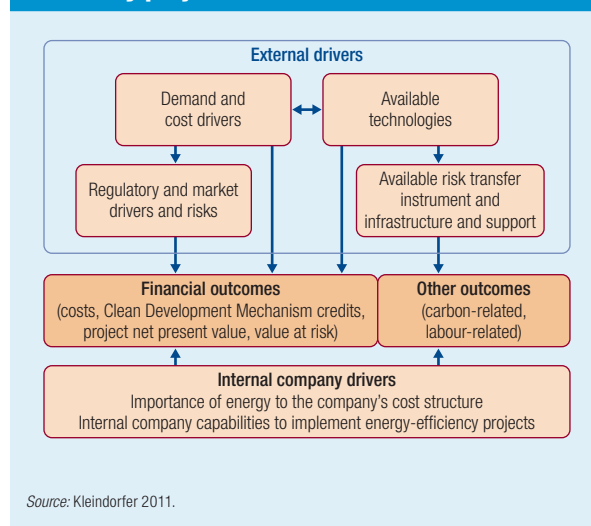 External drivers
Demand and
cost drivers
Available
technologies
Regulatory and market
drivers and risks
Available risk transfer
instrument and
infrastructure and support
Financial outcomes
(costs, Clean Development Mechanism credits,
project net present value, value at risk)
Other outcomes
(carbon-related,
labour-related)
Internal company drivers
Importance of energy to the company's cost structure
Internal company capabilities to implement energy-efficiency projects
Source: Kleindorfer 2011.